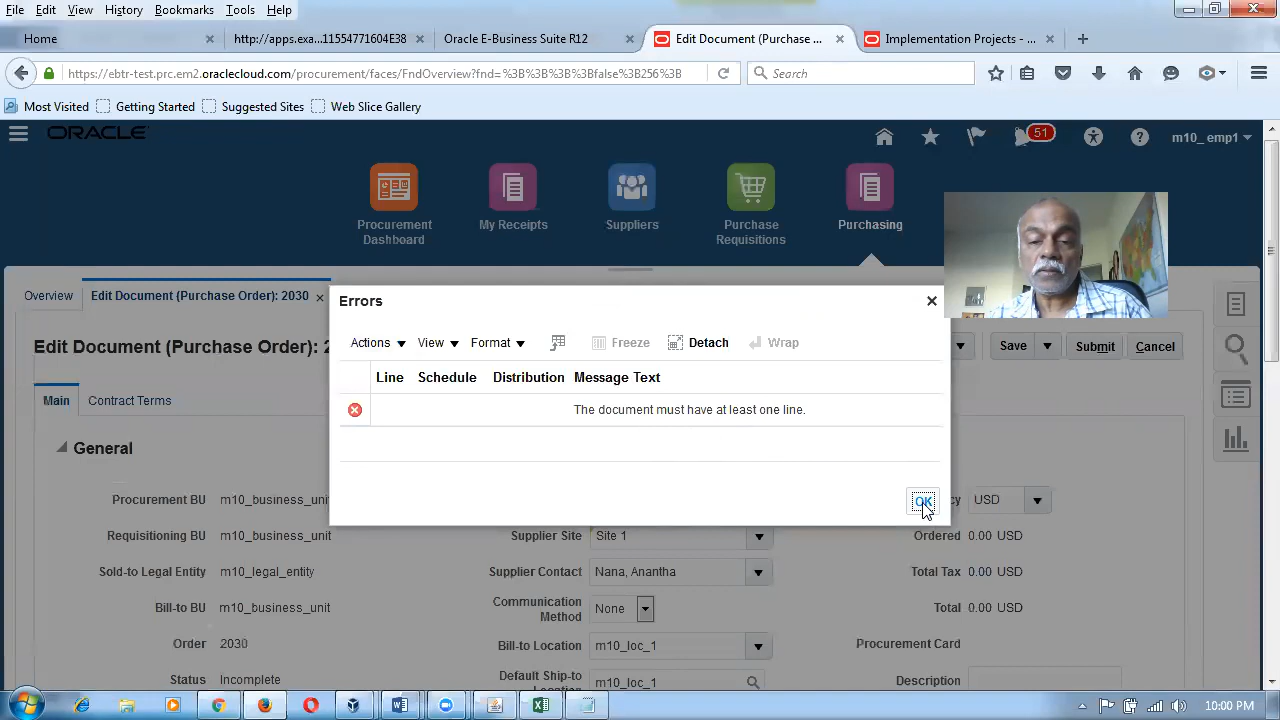 File Edit View History Bookmarks Tools Help
Home
http://apps.exa...11554771604E38
Oracle E-Business Suite R12
Edit Document (Purchase ...
Implementation Projects - ...
https://ebtr-test.prc.em2.oraclecloud.com/procurement/faces/FndOverview?fnd=%3B%3B%3B%3Bfalse%3B256%3B
Search
Most Visited Getting Started Suggested Sites Web Slice Gallery
ORACLE
51
m10_emp1
Procurement Dashboard
My Receipts
Suppliers
Purchase Requisitions
Purchasing
Overview
Edit Document (Purchase Order): 2030
Edit Document (Purchase Order): 2
Save Submit Cancel
Main Contract Terms
General
Procurement BU m10_business_unit
Requisitioning BU m10_business_unit
Sold-to Legal Entity m10_legal_entity
Bill-to BU m10_business_unit
Order 2030
Status Incomplete
Supplier Site Site 1
Supplier Contact Nana, Anantha
Communication Method None
Bill-to Location m10_loc_1
Default Ship-to Location m10_loc_1
cy USD
Ordered 0.00 USD
Total Tax 0.00 USD
Total 0.00 USD
Procurement Card
Description
Errors
Actions View Format Freeze Detach Wrap
Line Schedule Distribution Message Text
The document must have at least one line.
OK
10:00 PM